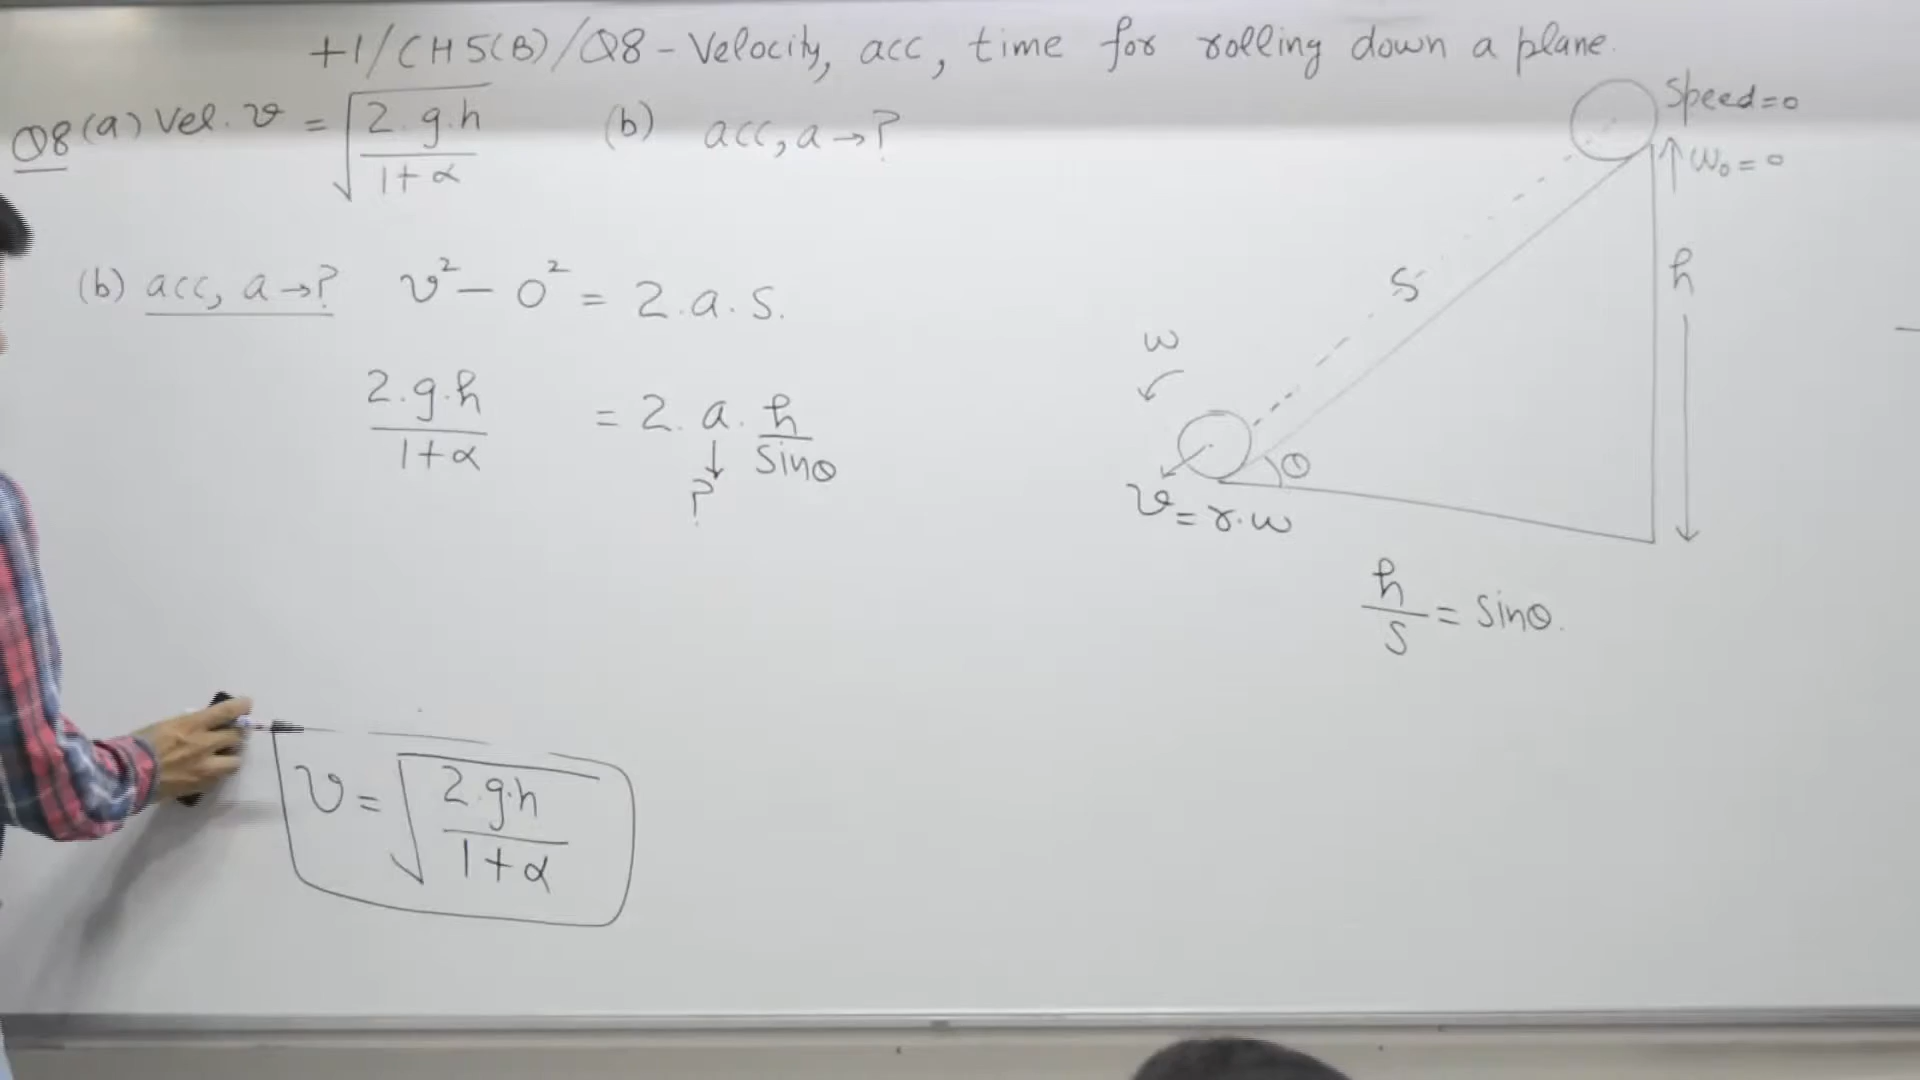 +1/CH5(B)/Q8 - Velocity, acc, time for rolling down a plane.
Q8 (a) Vel. v = √(2.g.h / 1+α) (b) acc, a → ?
Speed = 0
↑ ω₀ = 0
(b) acc, a → ? v² - 0² = 2.a.s.
2.g.h / 1+α = 2. a. h / sinθ
↓
?
s
h
ω
θ
v = r.ω
h / s = sinθ.
v = √(2.g.h / 1+α)